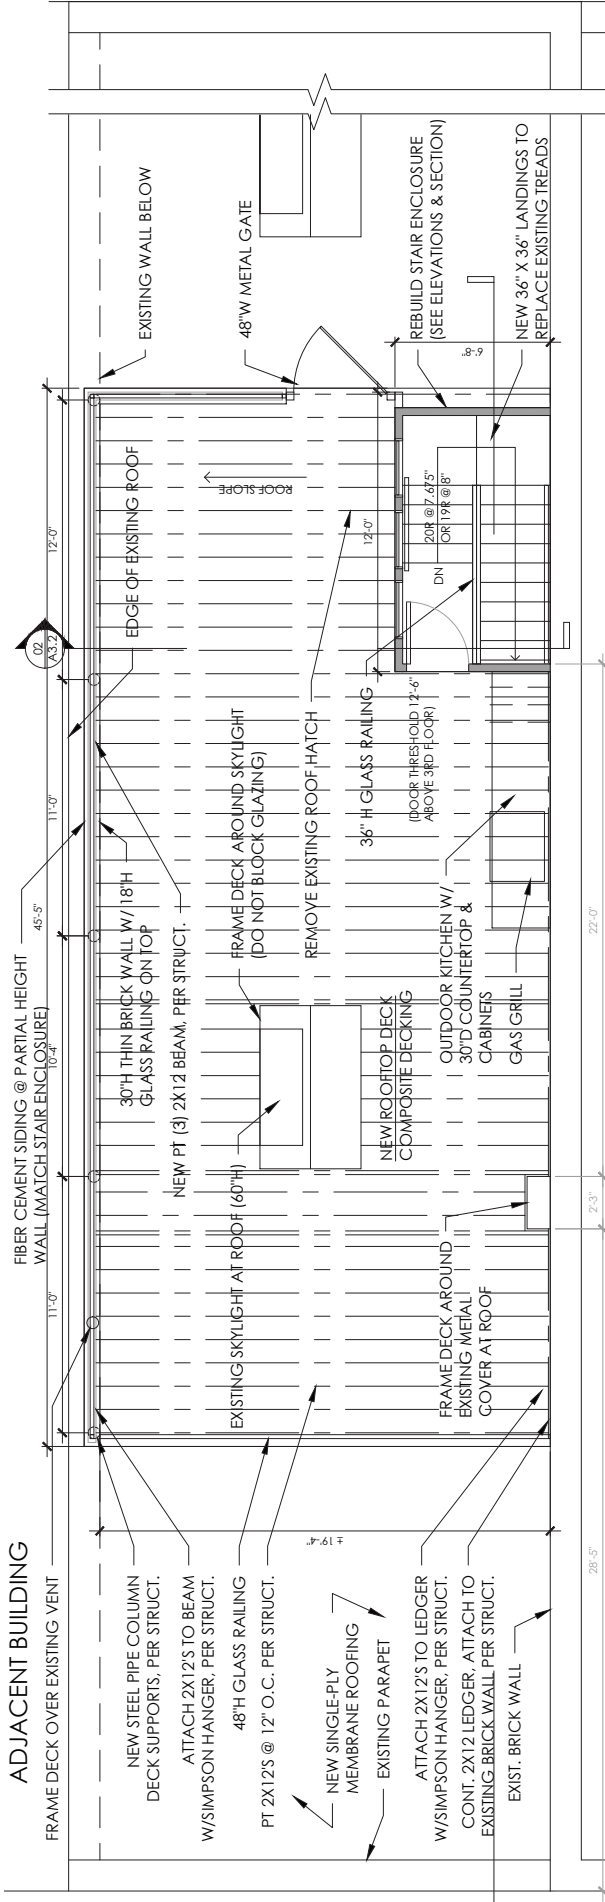 ADJACENT BUILDING
FRAME DECK OVER EXISTING VENT
FIBER CEMENT SIDING @ PARTIAL HEIGHT
WALL (MATCH STAIR ENCLOSURE)
45'-5"
11'-0"
10'-4"
11'-0"
12'-0"
02
A3.2
NEW STEEL PIPE COLUMN
DECK SUPPORTS, PER STRUCT.
ATTACH 2X12'S TO BEAM
W/SIMPSON HANGER, PER STRUCT.
48"H GLASS RAILING
PT 2X12'S @ 12" O.C. PER STRUCT.
NEW SINGLE-PLY
MEMBRANE ROOFING
EXISTING PARAPET
ATTACH 2X12'S TO LEDGER
W/SIMPSON HANGER, PER STRUCT.
CONT. 2X12 LEDGER, ATTACH TO
EXISTING BRICK WALL PER STRUCT.
EXIST. BRICK WALL
± 19'-4"
30"H THIN BRICK WALL W/ 18"H
GLASS RAILING ON TOP
NEW PT (3) 2X12 BEAM, PER STRUCT.
EXISTING SKYLIGHT AT ROOF (60"H)
FRAME DECK AROUND SKYLIGHT
(DO NOT BLOCK GLAZING)
NEW ROOFTOP DECK
COMPOSITE DECKING
FRAME DECK AROUND
EXISTING METAL
COVER AT ROOF
EDGE OF EXISTING ROOF
ROOF SLOPE
REMOVE EXISTING ROOF HATCH
12'-0"
36" H GLASS RAILING
(DOOR THRESHOLD 12'-6"
ABOVE 3RD FLOOR)
OUTDOOR KITCHEN W/
30"D COUNTERTOP &
CABINETS
GAS GRILL
DN
20R @ 7.675"
OR 19R @ 8"
EXISTING WALL BELOW
48"W METAL GATE
6'-8"
REBUILD STAIR ENCLOSURE
(SEE ELEVATIONS & SECTION)
NEW 36" X 36" LANDINGS TO
REPLACE EXISTING TREADS
28'-5"
2'-3"
22'-0"